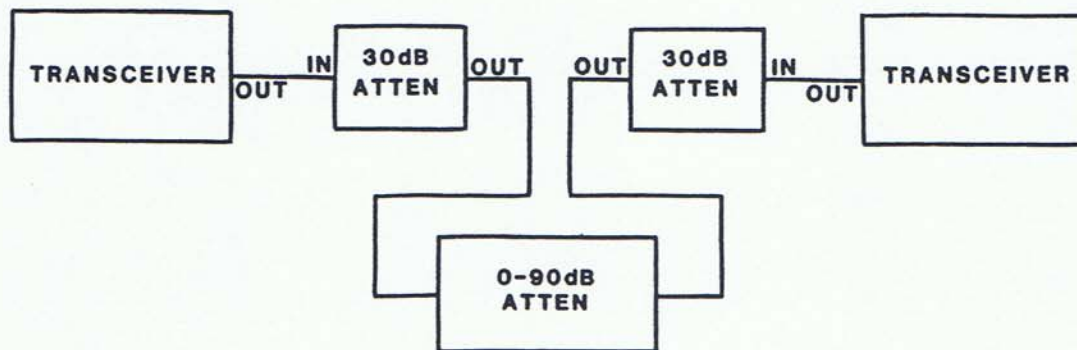 TRANSCEIVER
OUT
IN
30dB
ATTEN
OUT
OUT
30dB
ATTEN
IN
OUT
TRANSCEIVER
0-90dB
ATTEN